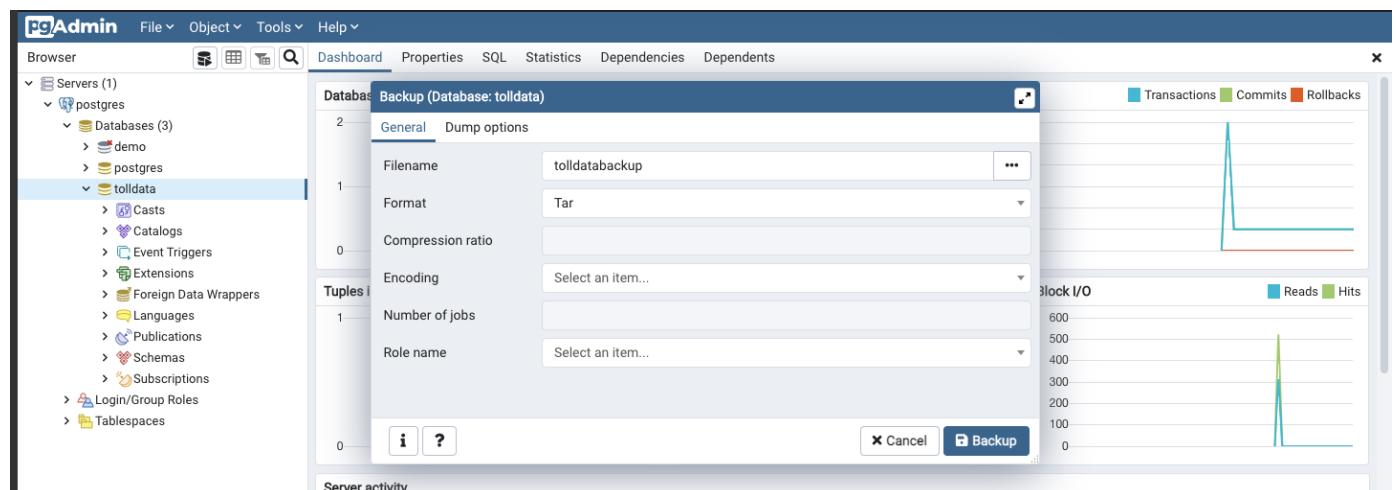 pgAdmin File Object Tools Help
Browser
Dashboard Properties SQL Statistics Dependencies Dependents
Servers (1)
postgres
Databases (3)
demo
postgres
tolldata
Casts
Catalogs
Event Triggers
Extensions
Foreign Data Wrappers
Languages
Publications
Schemas
Subscriptions
Login/Group Roles
Tablespaces
Databas
Transactions Commits Rollbacks
2
1
0
Tuples i
1
0
Backup (Database: tolldata)
General Dump options
Filename tolldatabackup
Format Tar
Compression ratio
Encoding Select an item...
Number of jobs
Role name Select an item...
i ? Cancel Backup
Block I/O Reads Hits
600
500
400
300
200
100
0
Server activity